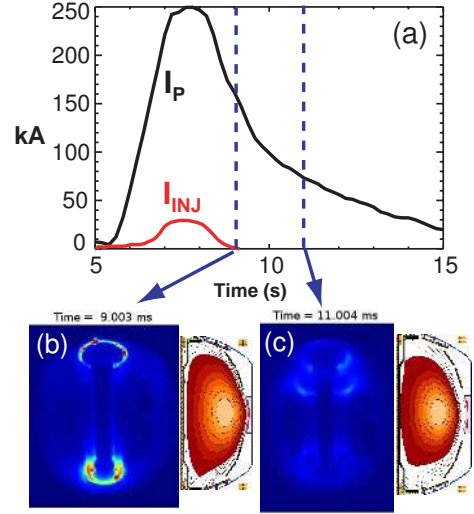 250
(a)
200
I_P
150
kA
100
I_INJ
50
0
5 10 15
Time (s)
Time = 9.003 ms
Time = 11.004 ms
(b)
(c)